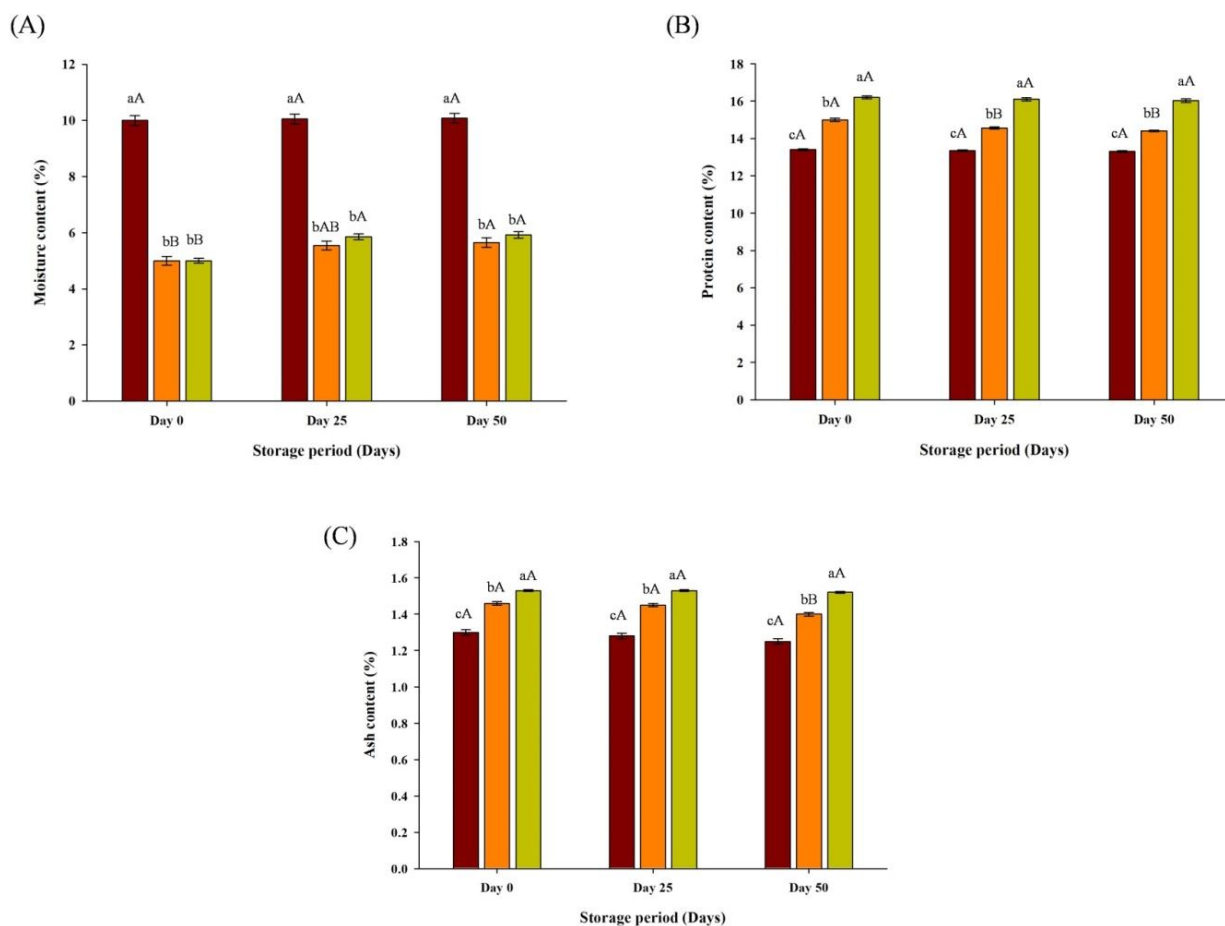 (A)
Moisture content (%)
12
10
8
6
4
2
0
aA
bB
bB
aA
bAB
bA
aA
bA
bA
Day 0
Day 25
Day 50
Storage period (Days)
(B)
Protein content (%)
18
16
14
12
10
8
6
4
2
0
cA
bA
aA
cA
bB
aA
cA
bB
aA
Day 0
Day 25
Day 50
Storage period (Days)
(C)
Ash content (%)
1.8
1.6
1.4
1.2
1.0
0.8
0.6
0.4
0.2
0.0
cA
bA
aA
cA
bA
aA
cA
bB
aA
Day 0
Day 25
Day 50
Storage period (Days)